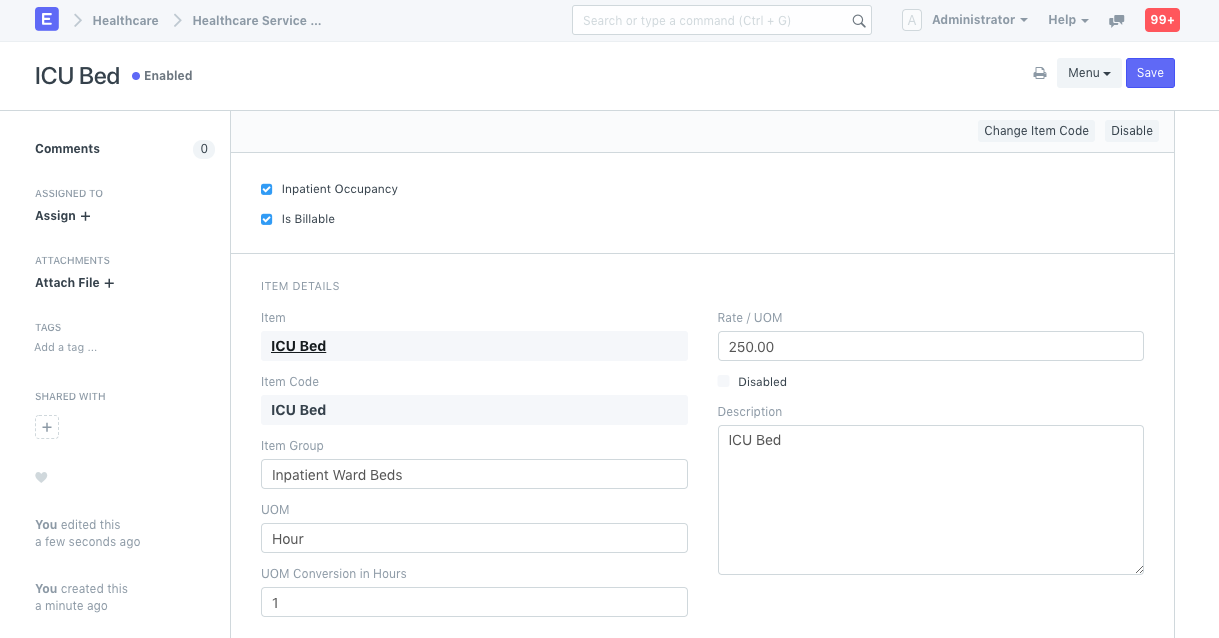 E Healthcare Healthcare Service ... Search or type a command (Ctrl + G) A Administrator Help 99+
ICU Bed Enabled Menu Save
Comments 0
ASSIGNED TO
Assign +
ATTACHMENTS
Attach File +
TAGS
Add a tag ...
SHARED WITH
+
You edited this
a few seconds ago
You created this
a minute ago
Change Item Code Disable
Inpatient Occupancy
Is Billable
ITEM DETAILS
Item
ICU Bed
Item Code
ICU Bed
Item Group
Inpatient Ward Beds
UOM
Hour
UOM Conversion in Hours
1
Rate / UOM
250.00
Disabled
Description
ICU Bed